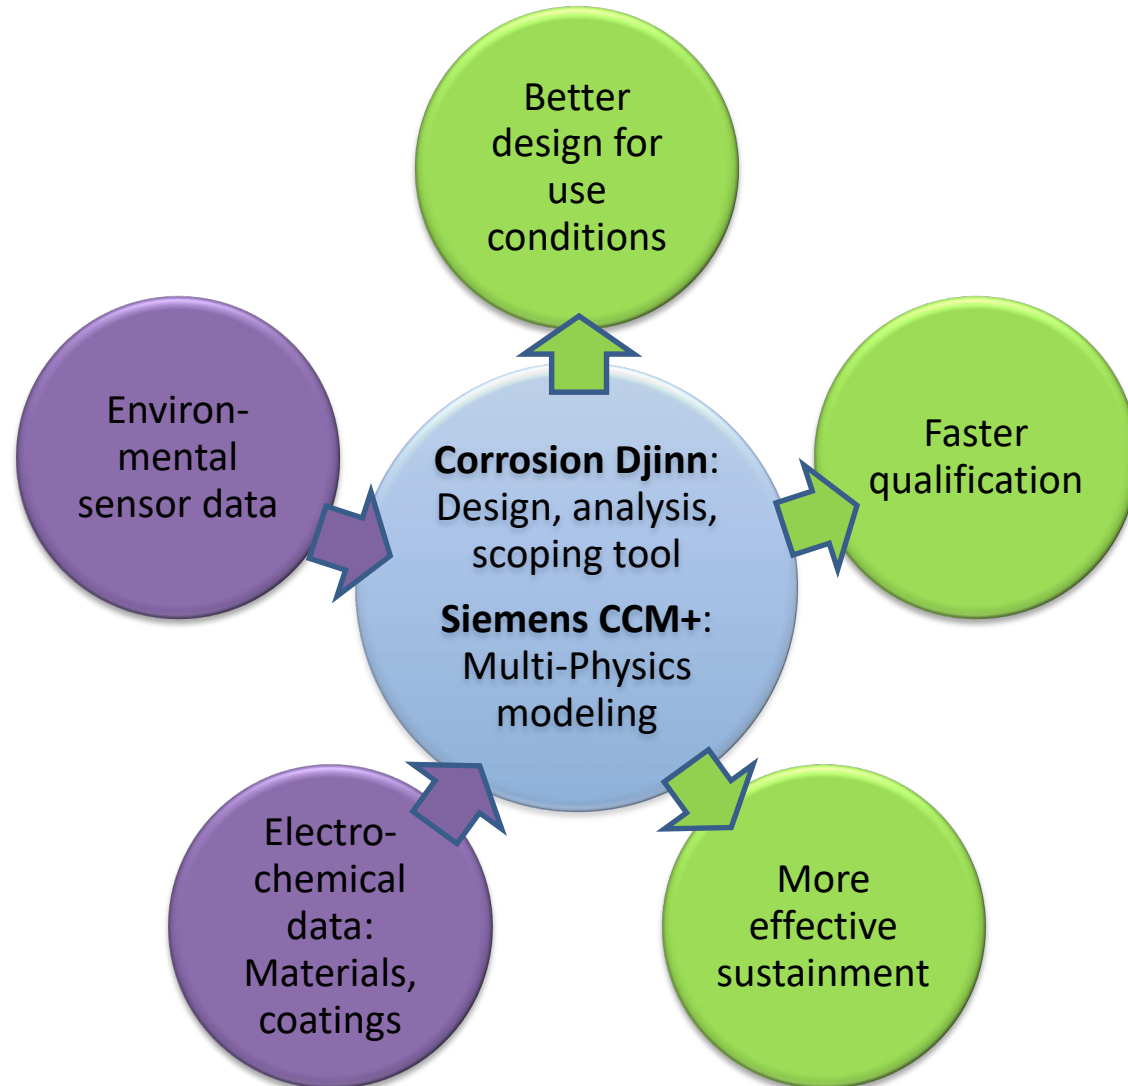 Better
design for
use
conditions
Environ-
mental
sensor data
Corrosion Djinn:
Design, analysis,
scoping tool
Siemens CCM+:
Multi-Physics
modeling
Faster
qualification
Electro-
chemical
data:
Materials,
coatings
More
effective
sustainment